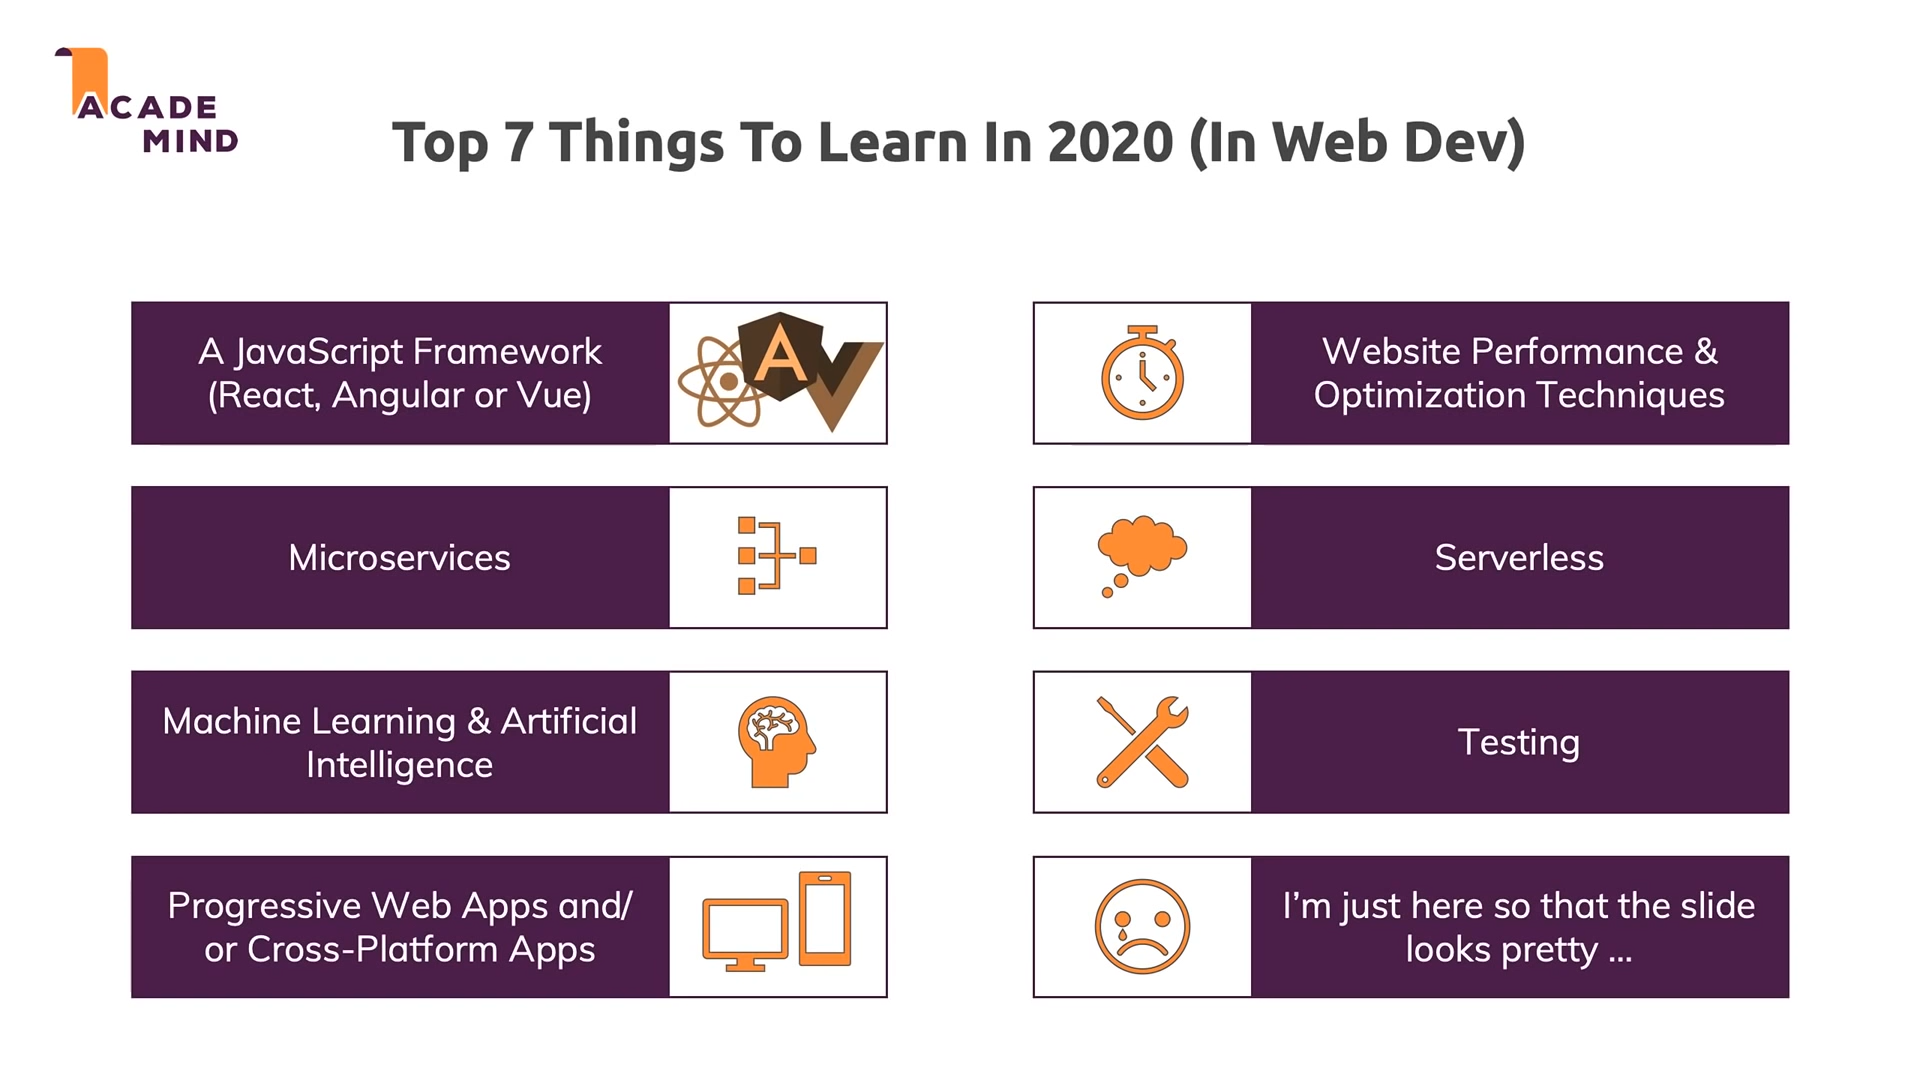 ACADE
MIND
Top 7 Things To Learn In 2020 (In Web Dev)
A JavaScript Framework
(React, Angular or Vue)
A
Website Performance &
Optimization Techniques
Microservices
Serverless
Machine Learning & Artificial
Intelligence
Testing
Progressive Web Apps and/
or Cross-Platform Apps
I'm just here so that the slide
looks pretty ...